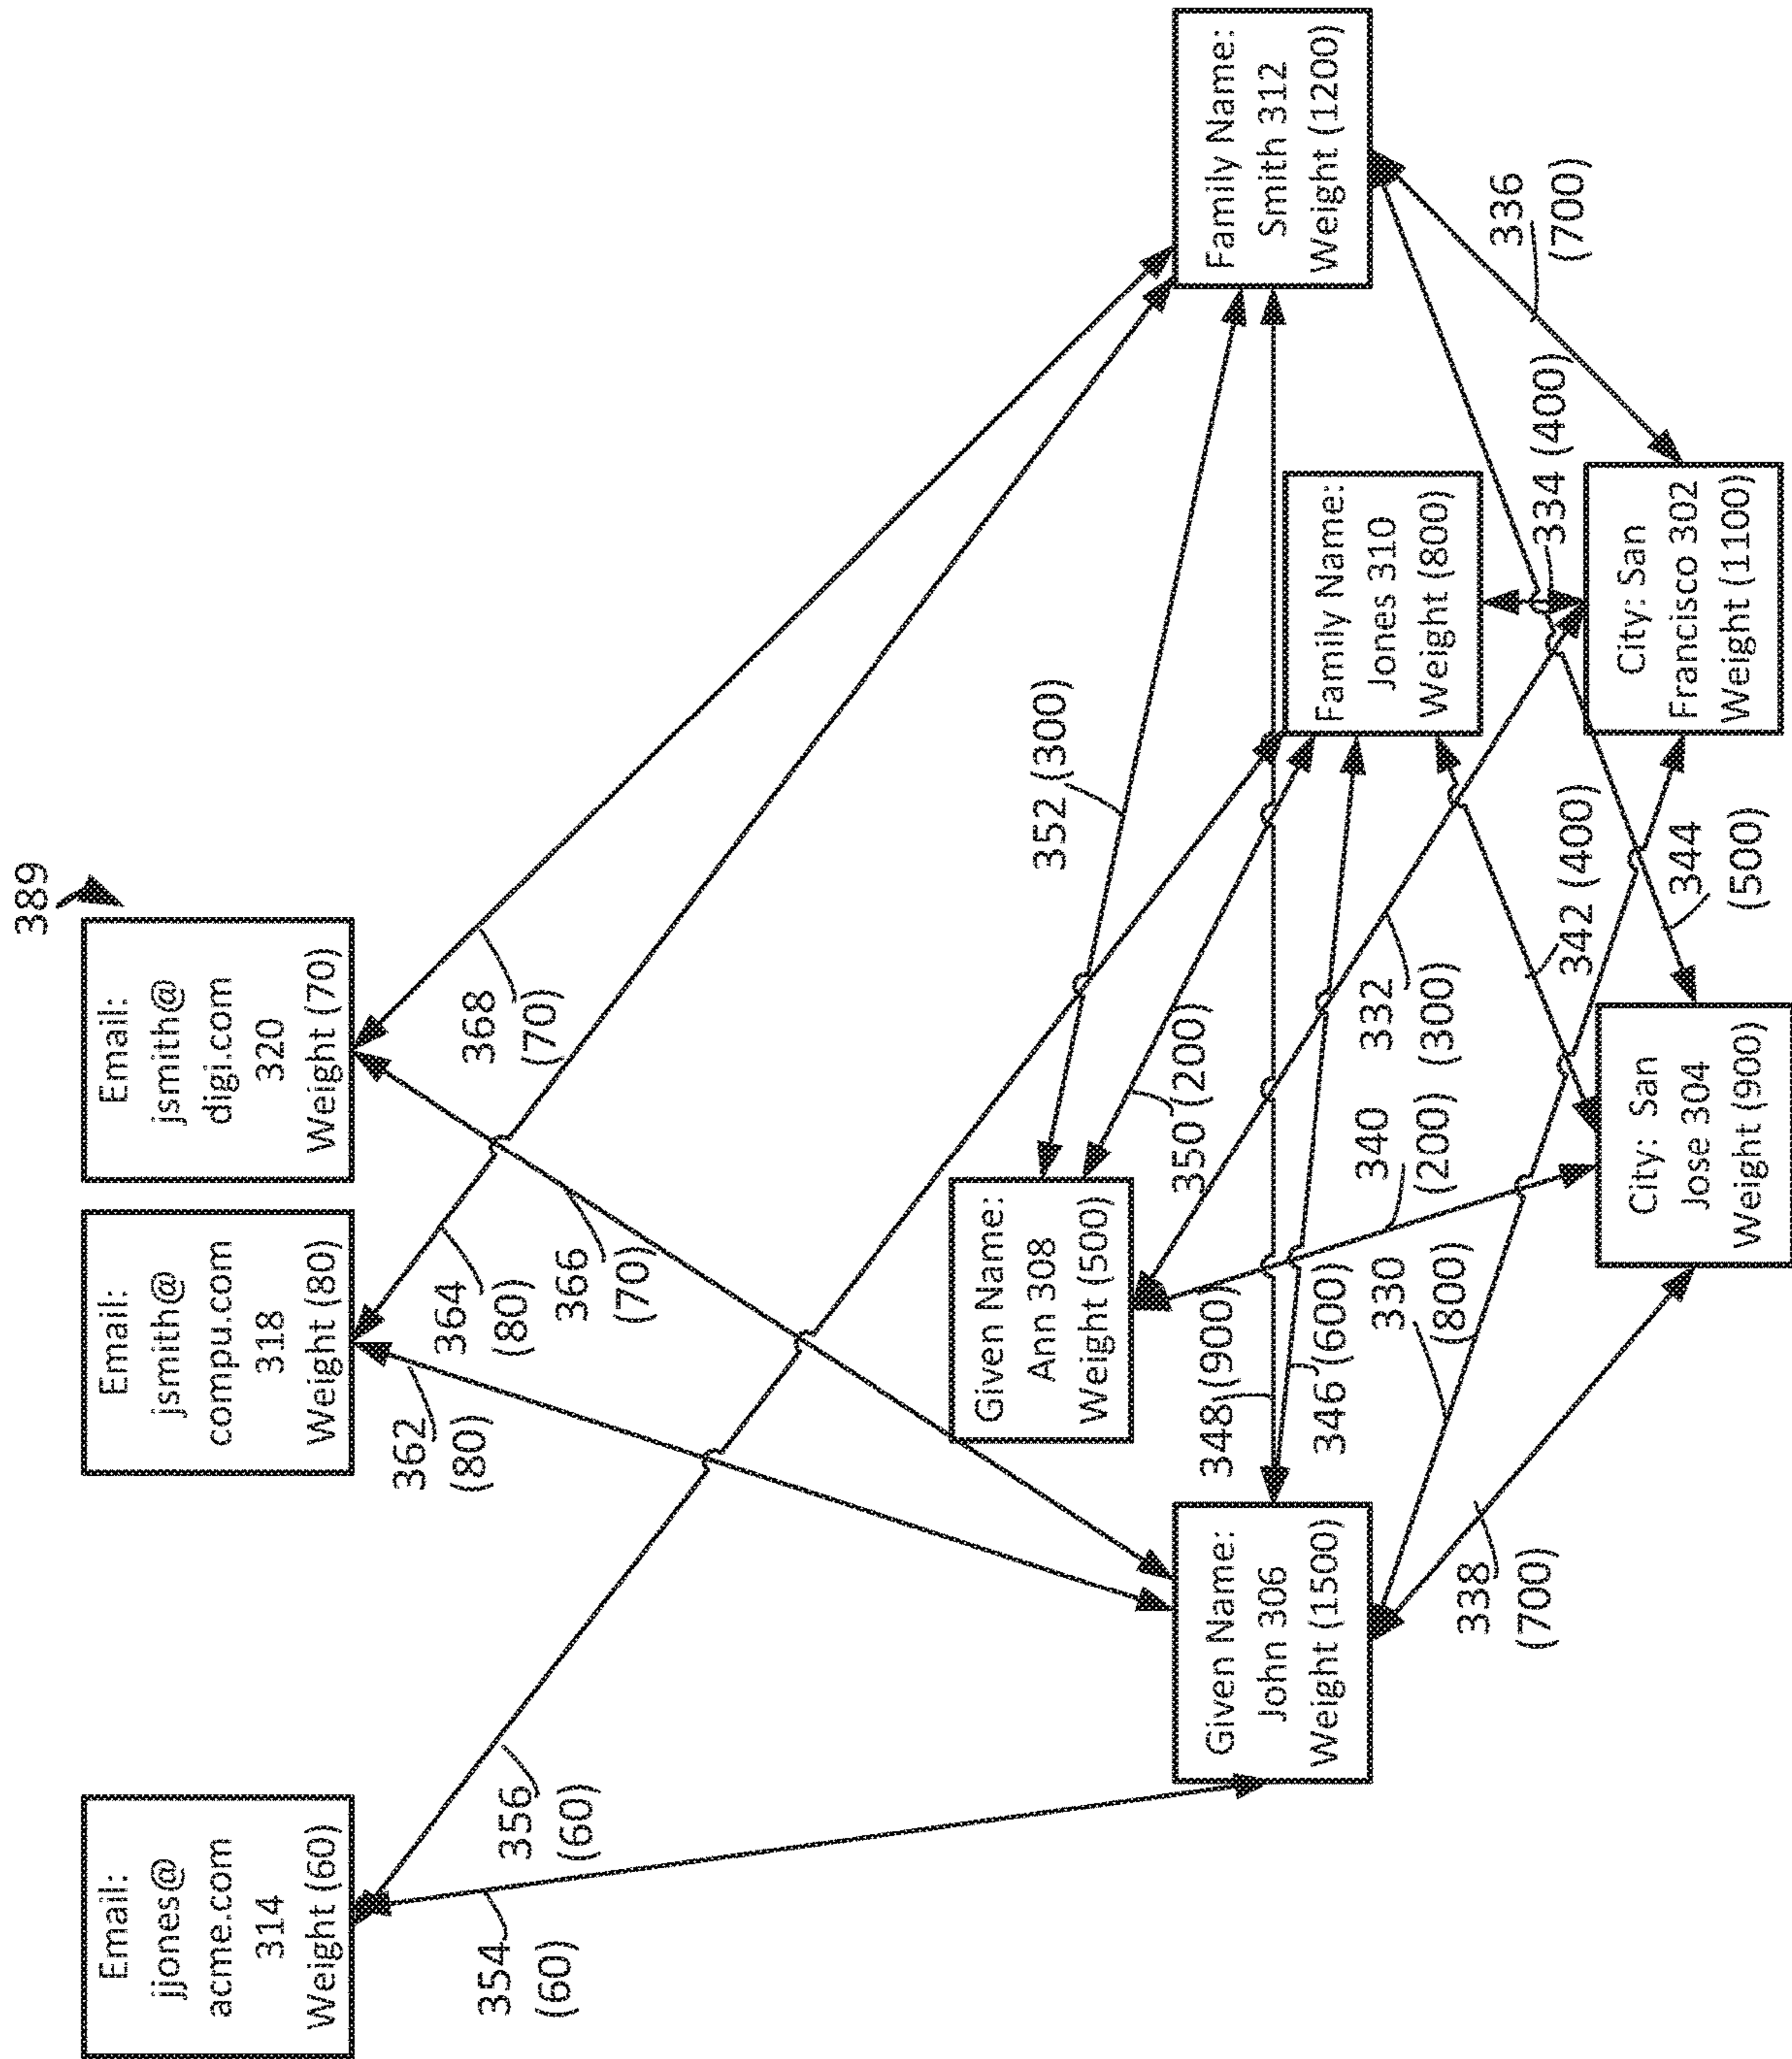 389
Email:
jjones@
acme.com
314
Weight (60)
Email:
jsmith@
compu.com
318
Weight (80)
Email:
jsmith@
digi.com
320
Weight (70)
354
(60)
356
(60)
362
(80)
364
(80)
366
(70)
368
(70)
Given Name:
Ann 308
Weight (500)
352 (300)
Given Name:
John 306
Weight (1500)
348 (900)
350 (200)
346 (600)
Family Name:
Smith 312
Weight (1200)
Family Name:
Jones 310
Weight (800)
340
(200)
332
(300)
330
(800)
338
(700)
342 (400)
334 (400)
336
(700)
344
(500)
City: San
Jose 304
Weight (900)
City: San
Francisco 302
Weight (1100)